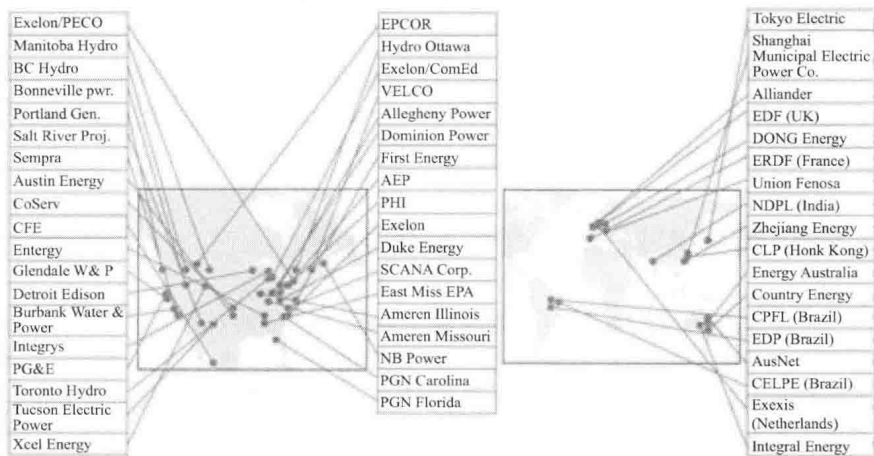 Exelon/PECO
Manitoba Hydro
BC Hydro
Bonneville pwr.
Portland Gen.
Salt River Proj.
Sempra
Austin Energy
CoServ
CFE
Entergy
Glendale W& P
Detroit Edison
Burbank Water &
Power
Integrys
PG&E
Toronto Hydro
Tucson Electric
Power
Xcel Energy
EPCOR
Hydro Ottawa
Exelon/ComEd
VELCO
Allegheny Power
Dominion Power
First Energy
AEP
PHI
Exelon
Duke Energy
SCANA Corp.
East Miss EPA
Ameren Illinois
Ameren Missouri
NB Power
PGN Carolina
PGN Florida
Tokyo Electric
Shanghai
Municipal Electric
Power Co.
Alliander
EDF (UK)
DONG Energy
ERDF (France)
Union Fenosa
NDPL (India)
Zhejiang Energy
CLP (Honk Kong)
Energy Australia
Country Energy
CPFL (Brazil)
EDP (Brazil)
AusNet
CELPE (Brazil)
Exexis
(Netherlands)
Integral Energy